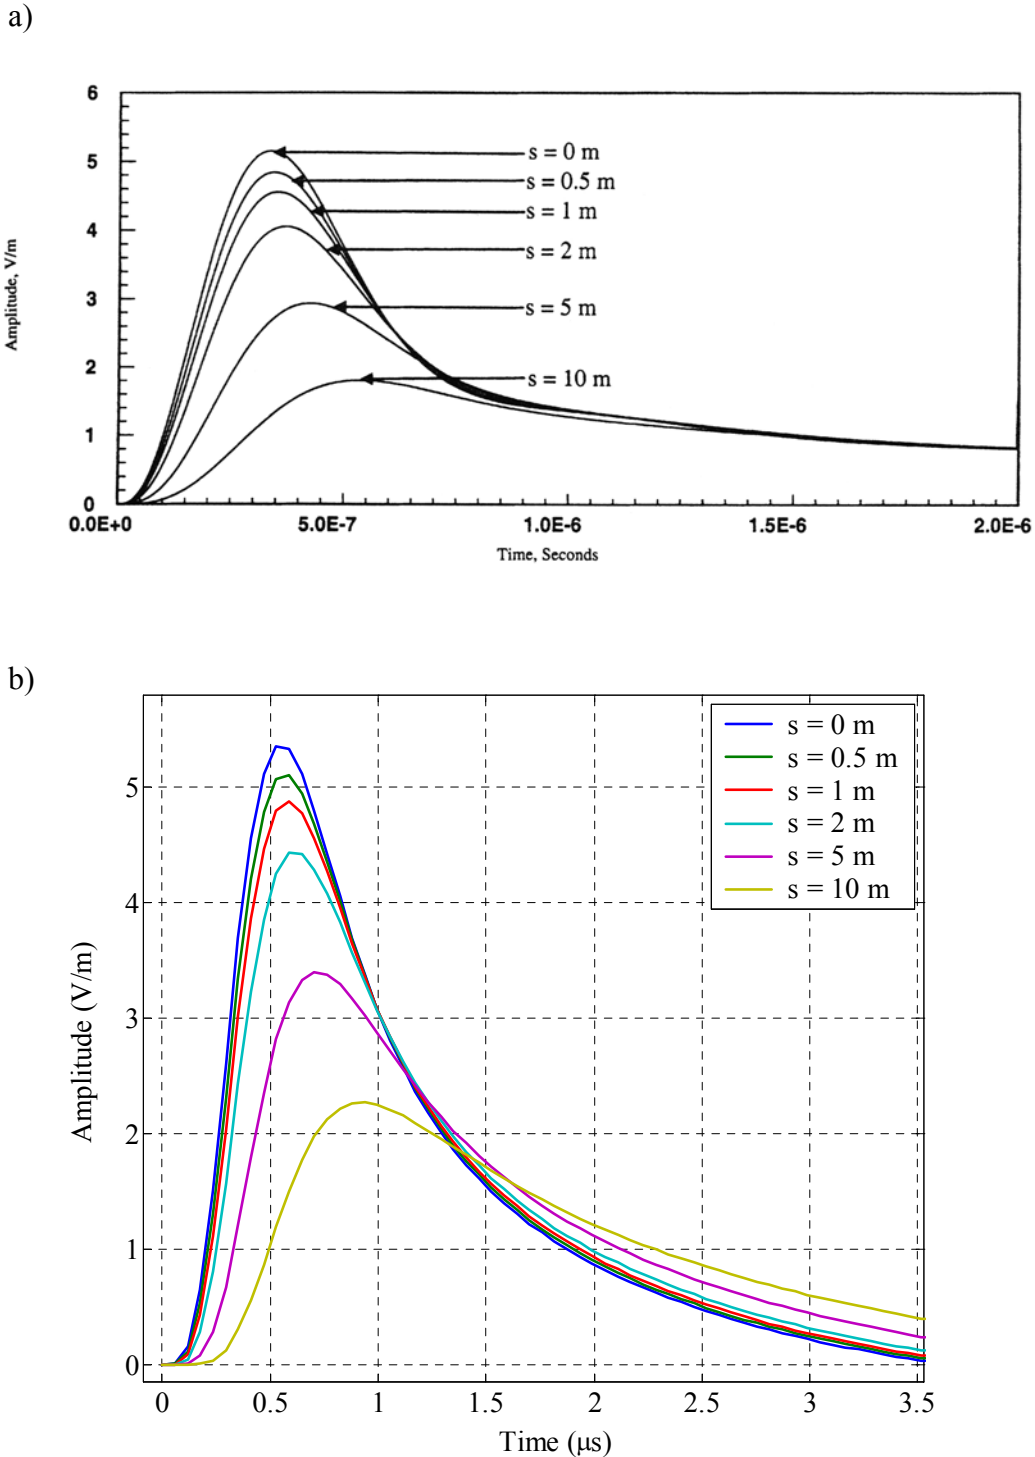 a)
6
5
4
3
2
1
0
Amplitude, V/m
s = 0 m
s = 0.5 m
s = 1 m
s = 2 m
s = 5 m
s = 10 m
0.0E+0 5.0E-7 1.0E-6 1.5E-6 2.0E-6
Time, Seconds
b)
5
4
3
2
1
0
Amplitude (V/m)
s = 0 m
s = 0.5 m
s = 1 m
s = 2 m
s = 5 m
s = 10 m
0 0.5 1 1.5 2 2.5 3 3.5
Time (μs)